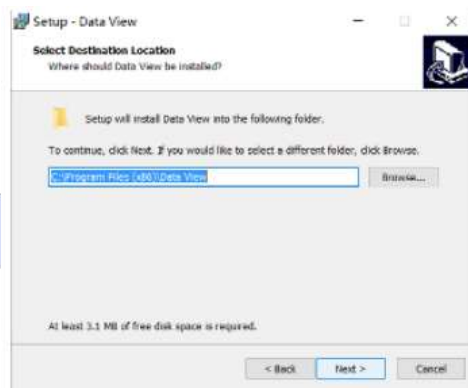 Setup - Data View
Select Destination Location
Where should Data View be installed?
Setup will install Data View into the following folder.
To continue, click Next. If you would like to select a different folder, click Browse.
C:\Program Files (x86)\Data View
Browse...
At least 3.1 MB of free disk space is required.
< Back
Next >
Cancel